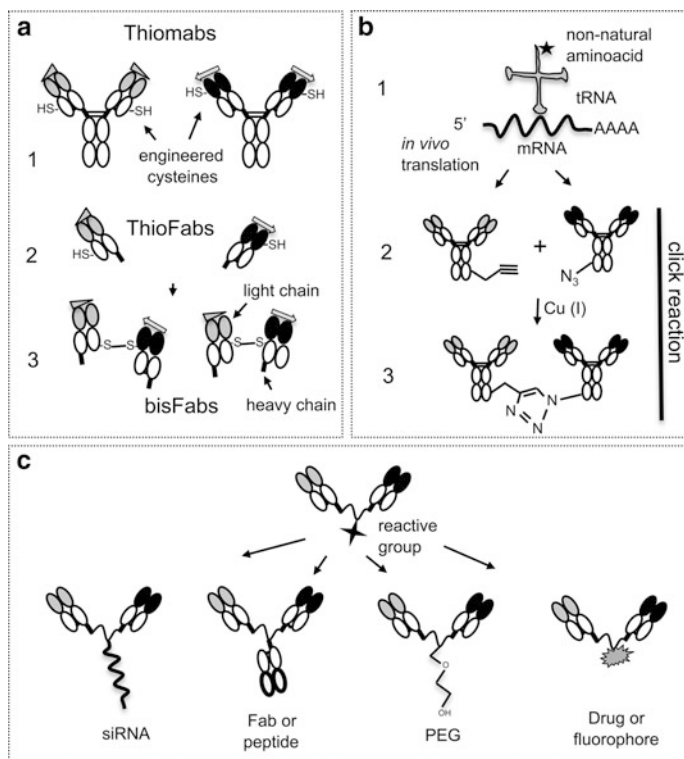 a
Thiomabs
HS-
-SH
HS-
-SH
1
engineered
cysteines
2
ThioFabs
HS-
-SH
3
light chain
S—S
S—S
bisFabs
heavy chain
b
1
non-natural
aminoacid
tRNA
5’
AAAA
mRNA
in vivo
translation
2
+
N3
Cu (I)
3
N
N
N
click reaction
c
reactive
group
siRNA
Fab or
peptide
O
OH
PEG
Drug or
fluorophore